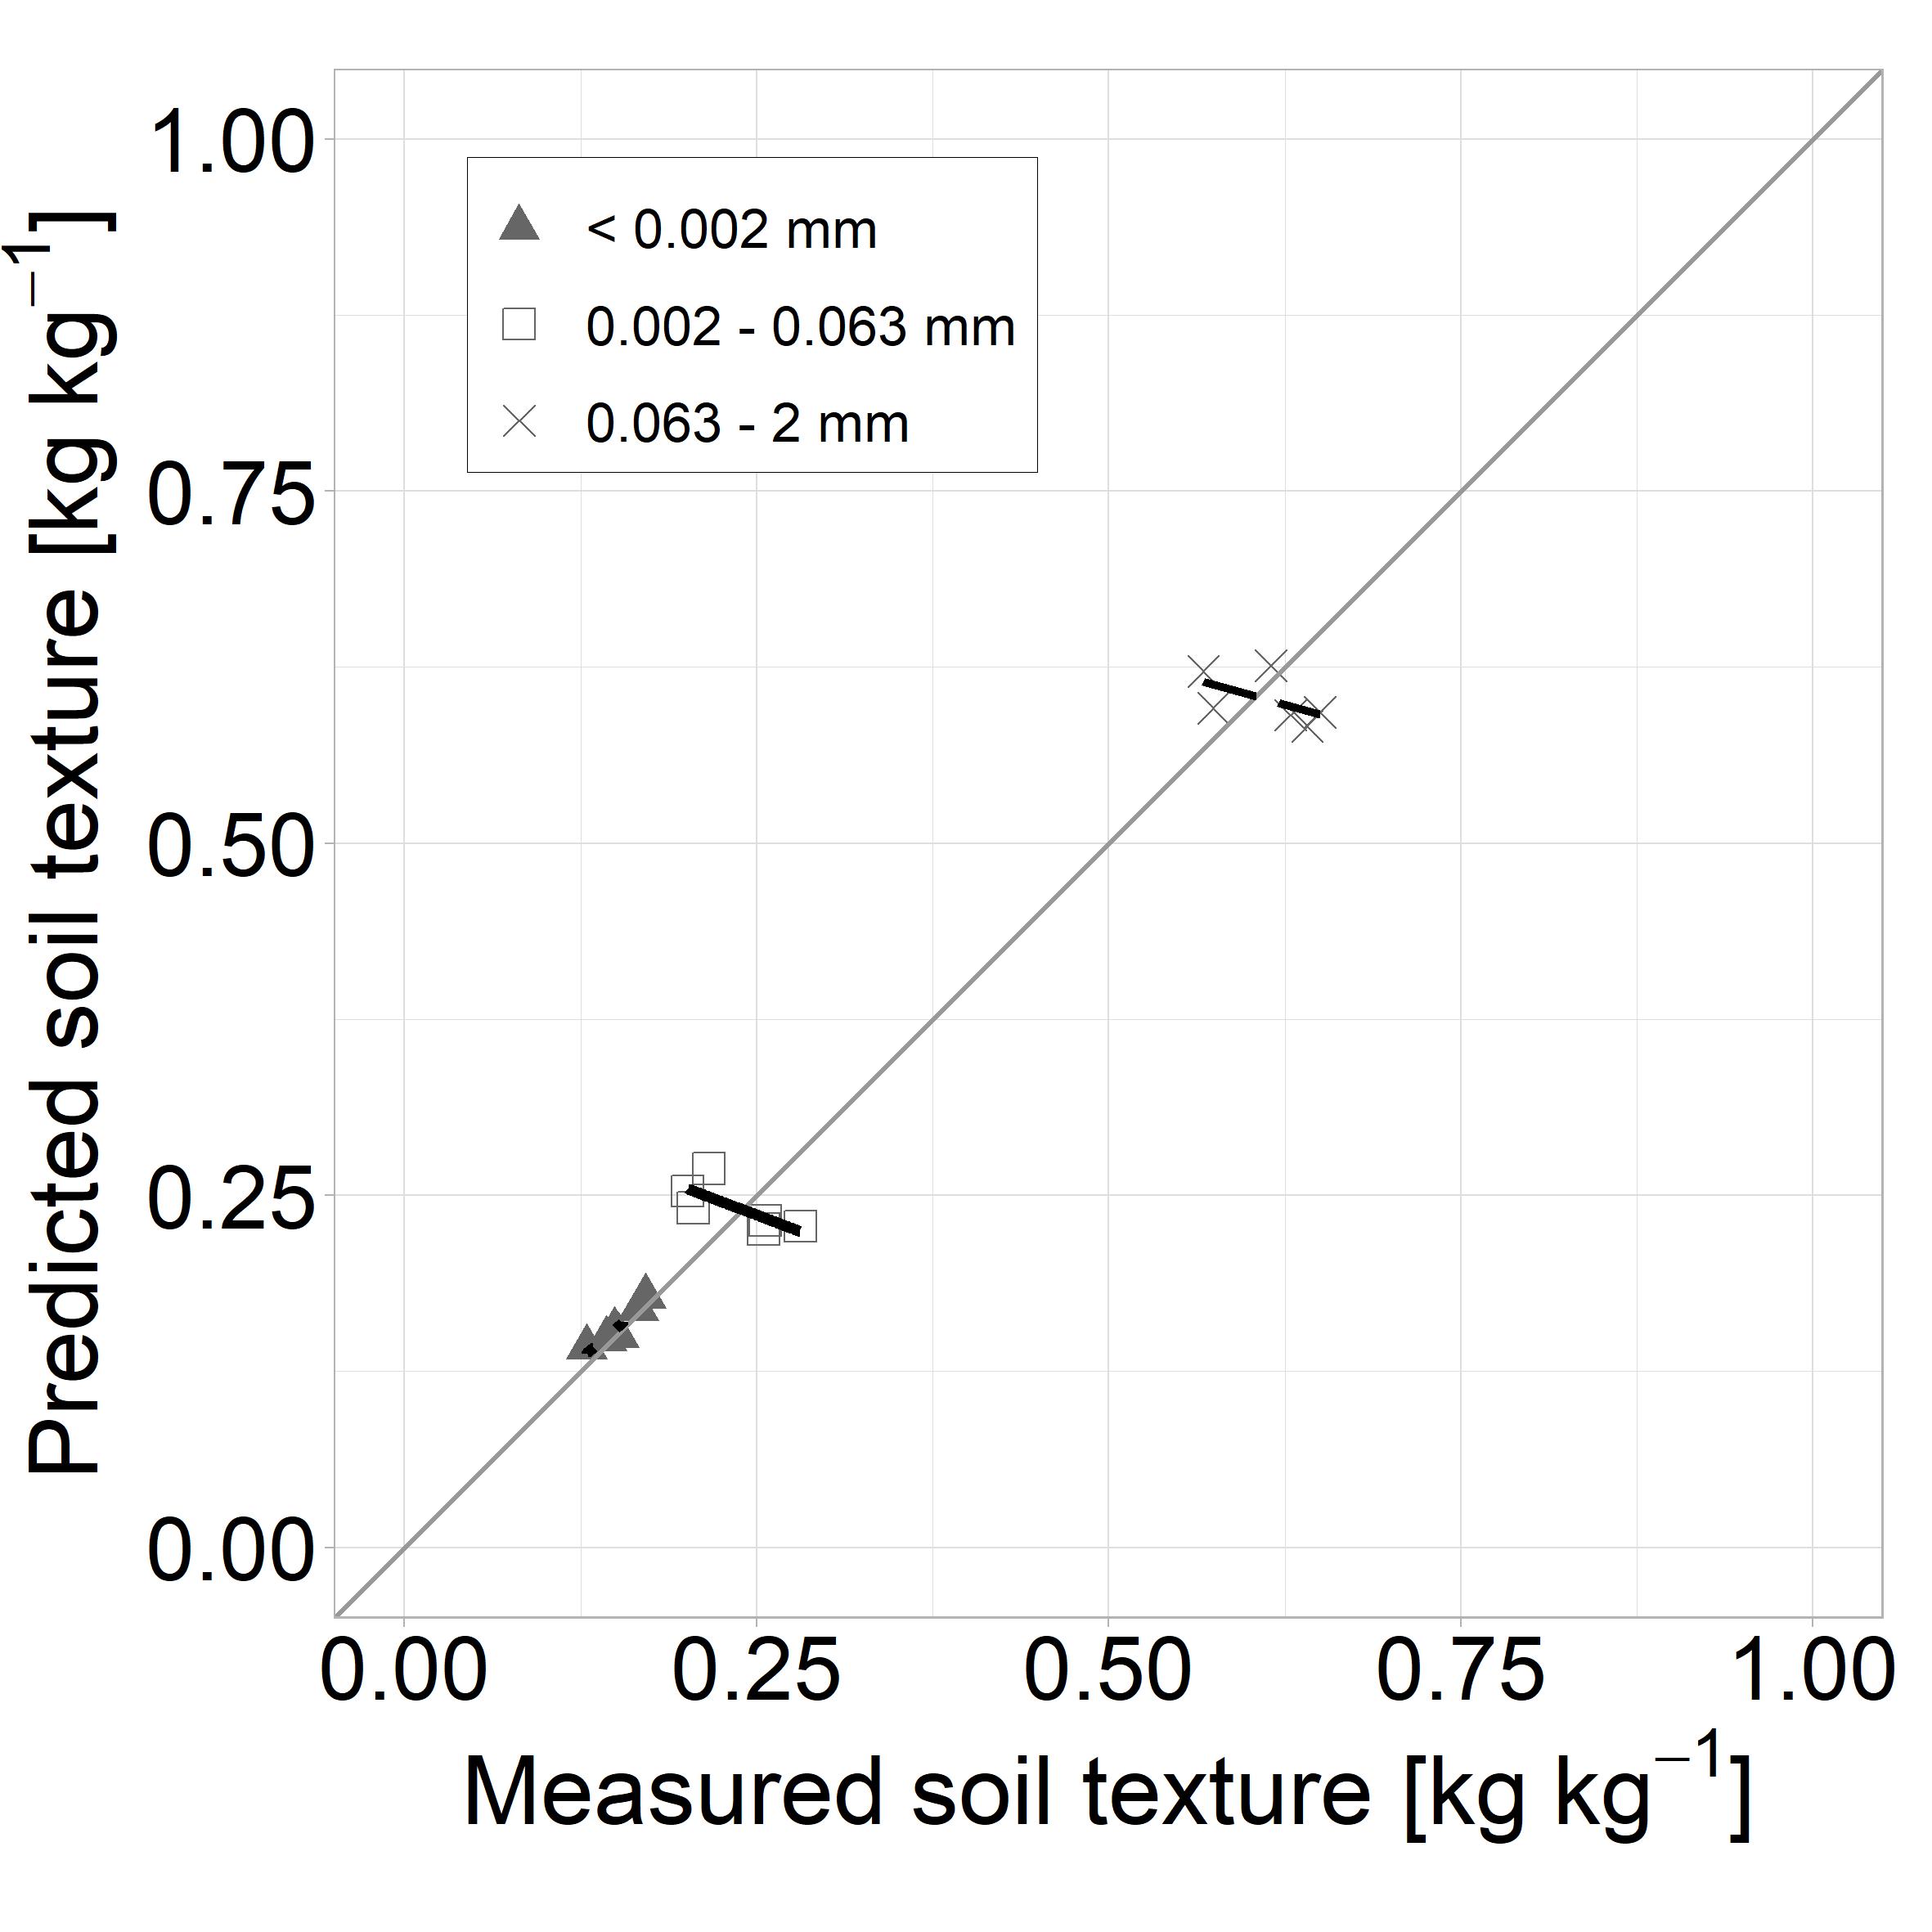 Predicted soil texture [kg kg⁻¹]
1.00
0.75
0.50
0.25
0.00
< 0.002 mm
0.002 - 0.063 mm
0.063 - 2 mm
0.00 0.25 0.50 0.75 1.00
Measured soil texture [kg kg⁻¹]